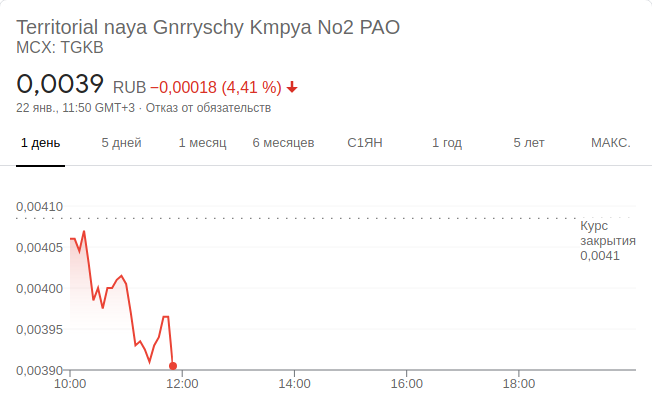 Territorial naya Gnrryschy Kmpya No2 PAO
MCX: TGKB
0,0039 RUB −0,00018 (4,41 %)
22 янв., 11:50 GMT+3 · Отказ от обязательств
1 день 5 дней 1 месяц 6 месяцев С1ЯН 1 год 5 лет МАКС.
0,00410
Курс
закрытия
0,0041
0,00405
0,00400
0,00395
0,00390
10:00 12:00 14:00 16:00 18:00